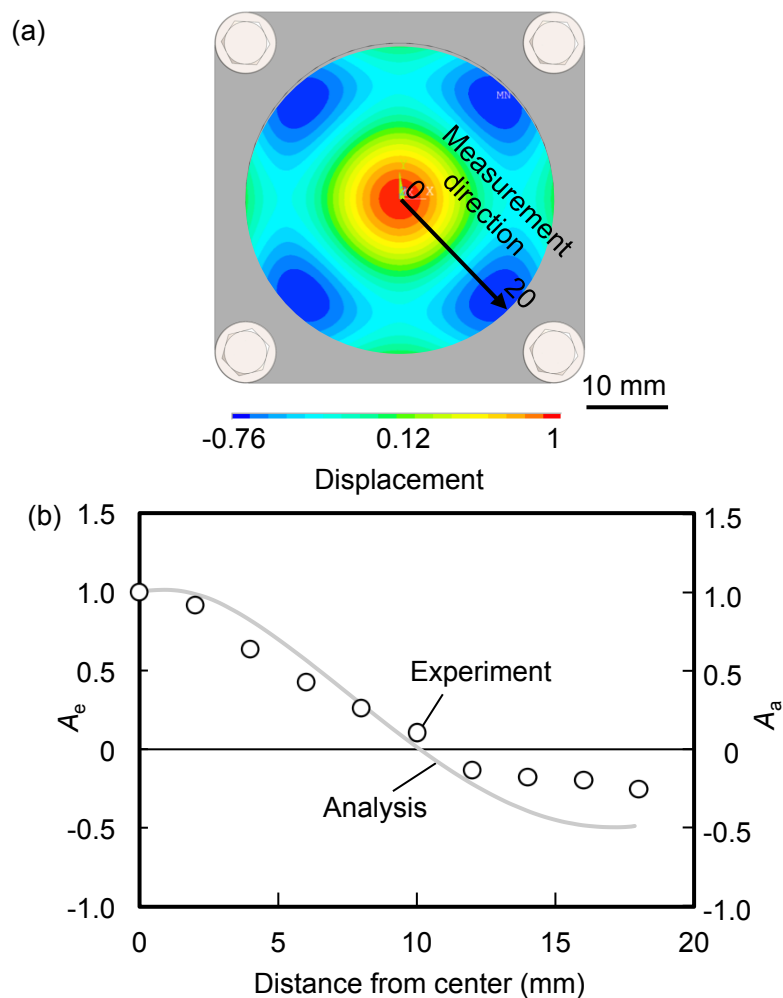 (a)
MN
Measurement
direction
0
X
20
10 mm
-0.76 0.12 1
Displacement
(b)
1.5 1.5
1.0 1.0
0.5 0.5
0 0
-0.5 -0.5
-1.0 -1.0
Ae
Aa
Experiment
Analysis
0 5 10 15 20
Distance from center (mm)